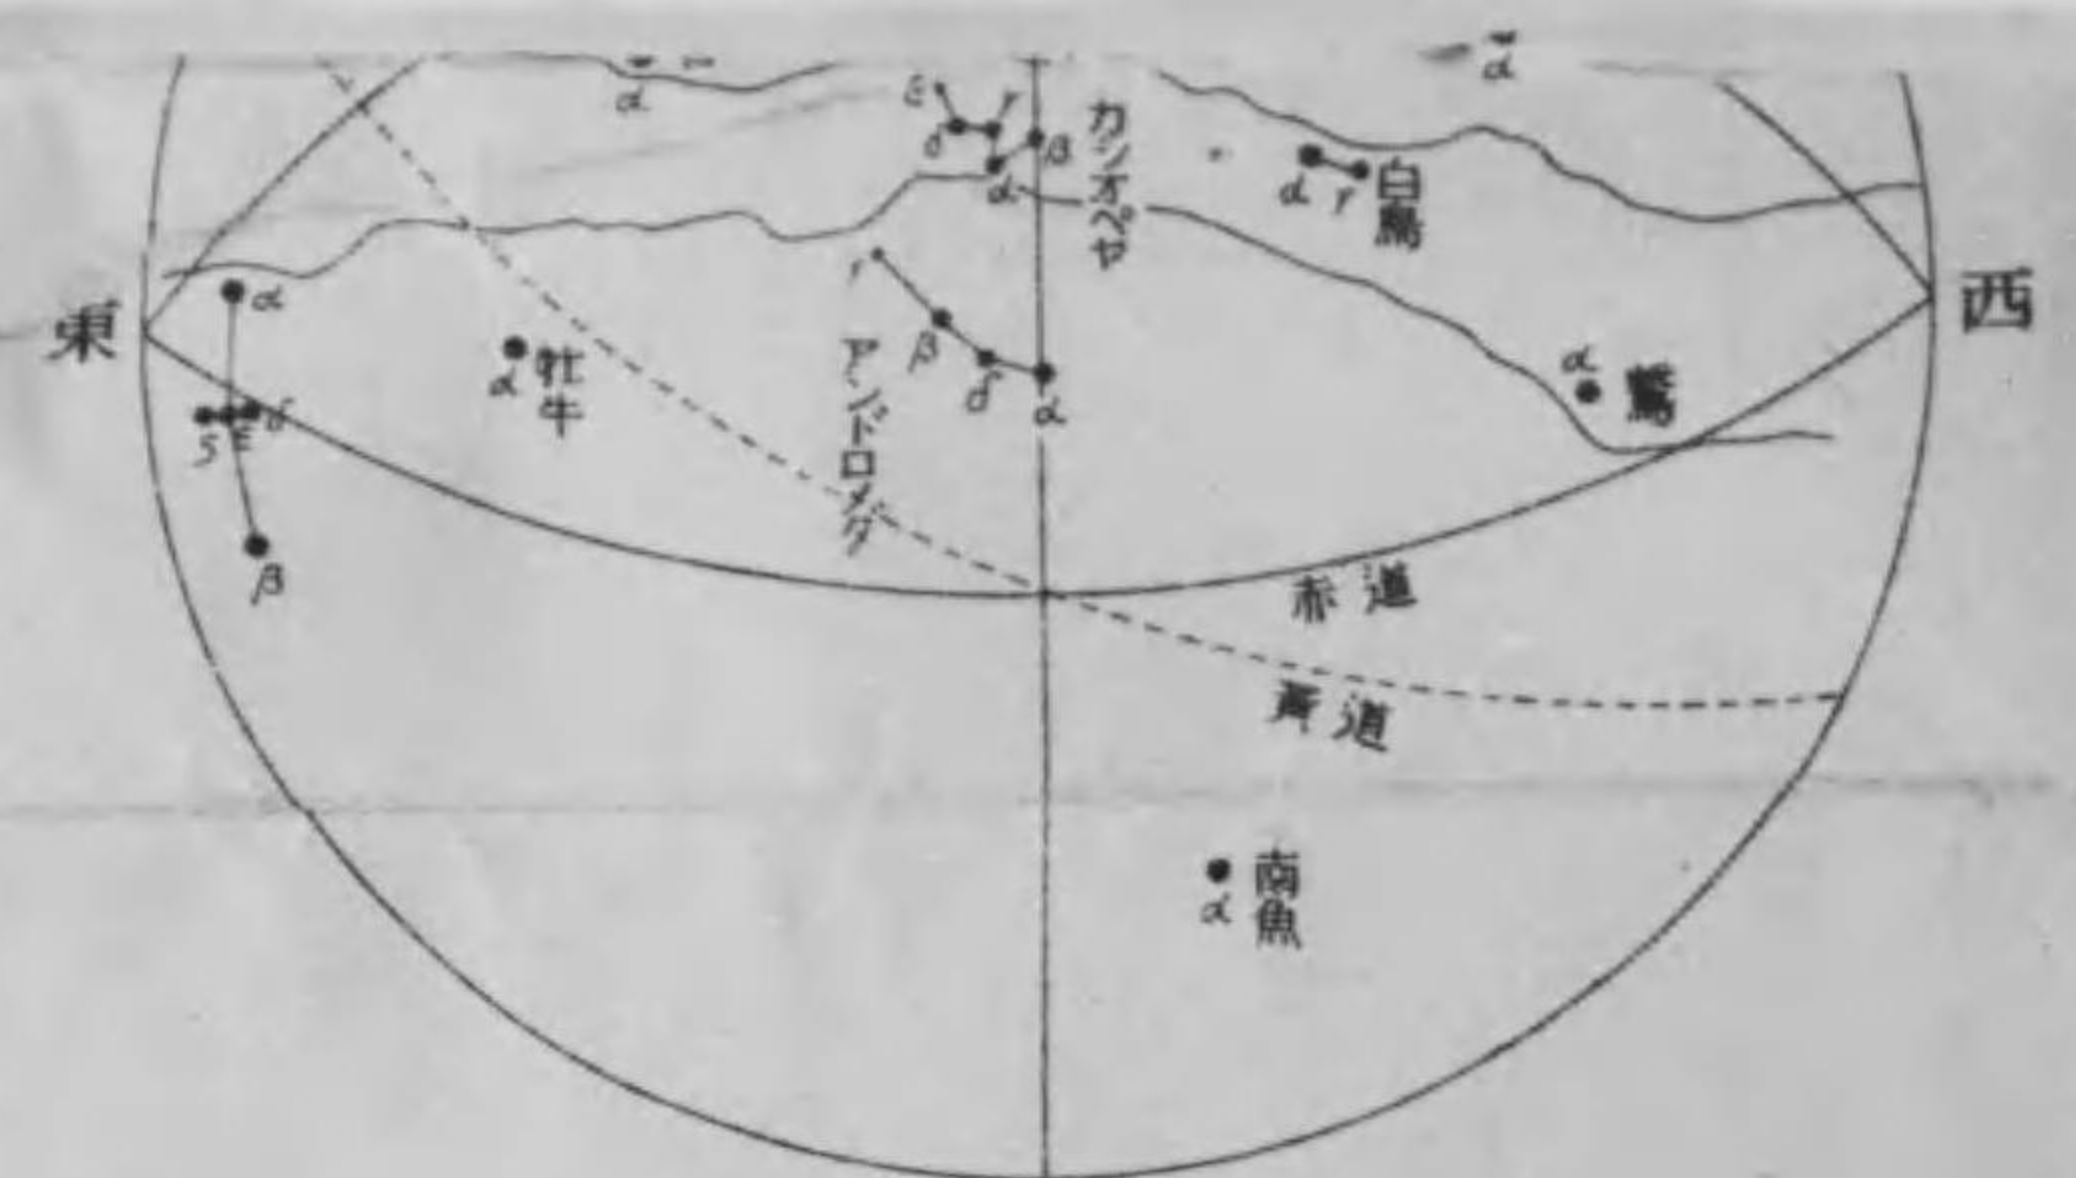 α
α
ε
γ
δ
β
α
カシオペヤ
α γ
白鳥
東
西
α
α
牡牛
γ
β
δ
α
アンドロメダ
α
鷲
ζ ε δ
β
赤道
黄道
α
南魚